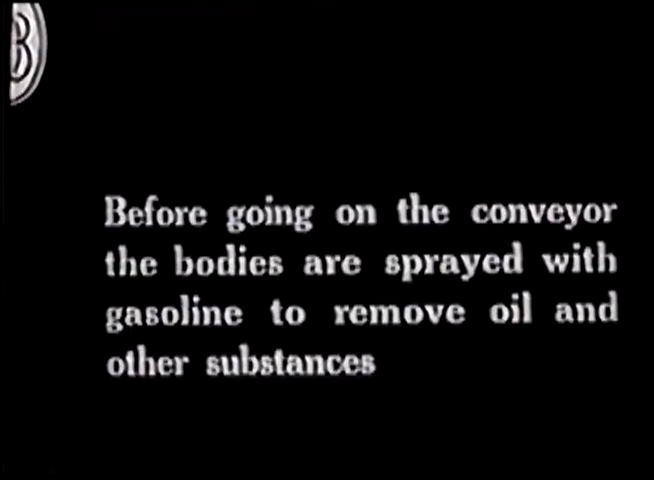 B
Before going on the conveyor
the bodies are sprayed with
gasoline to remove oil and
other substances